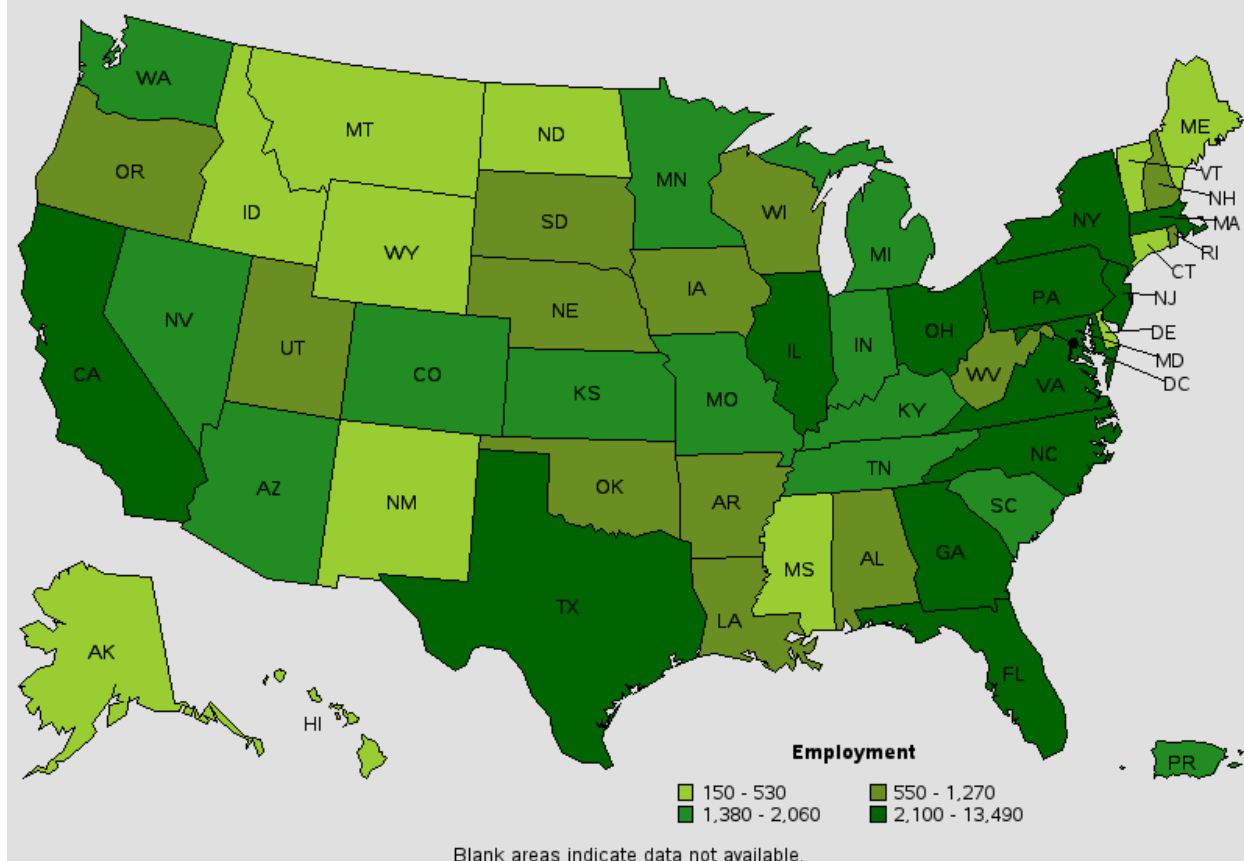 WA
ME
MT
ND
VT
OR
MN
NH
ID
SD
WI
NY
MA
WY
MI
RI
CT
IA
PA
NJ
NE
NV
OH
DE
UT
IL
IN
MD
CA
CO
WV
DC
VA
KS
MO
KY
NC
TN
AZ
OK
NM
AR
SC
GA
MS
AL
TX
LA
AK
FL
HI
PR
Employment
150 - 530
550 - 1,270
1,380 - 2,060
2,100 - 13,490
Blank areas indicate data not available.